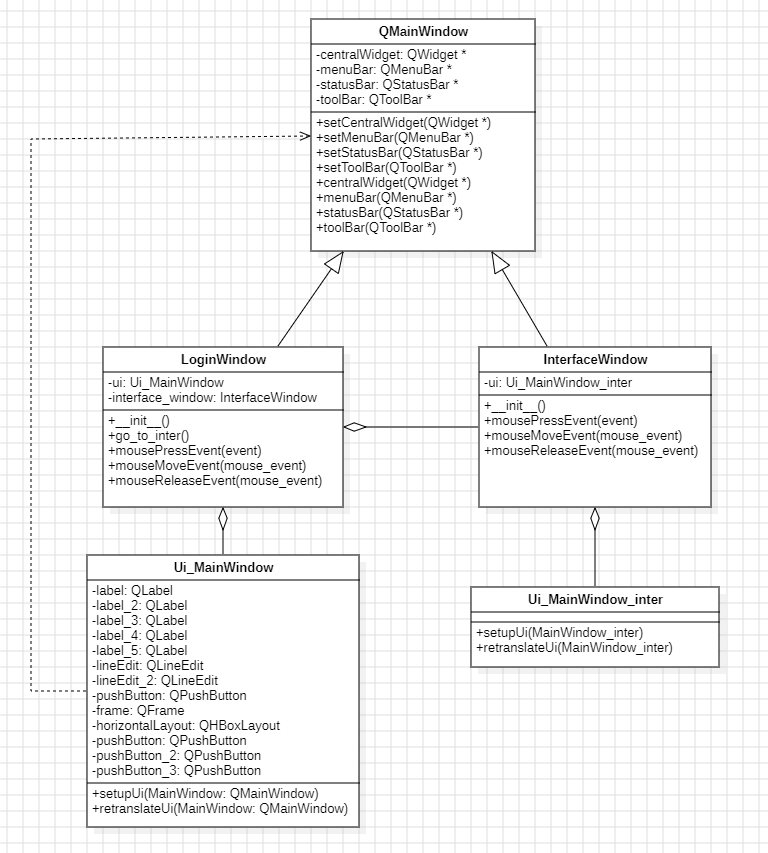 QMainWindow
-centralWidget: QWidget *
-menuBar: QMenuBar *
-statusBar: QStatusBar *
-toolBar: QToolBar *
+setCentralWidget(QWidget *)
+setMenuBar(QMenuBar *)
+setStatusBar(QStatusBar *)
+setToolBar(QToolBar *)
+centralWidget(QWidget *)
+menuBar(QMenuBar *)
+statusBar(QStatusBar *)
+toolBar(QToolBar *)
LoginWindow
-ui: Ui_MainWindow
-interface_window: InterfaceWindow
+__init__()
+go_to_inter()
+mousePressEvent(event)
+mouseMoveEvent(mouse_event)
+mouseReleaseEvent(mouse_event)
InterfaceWindow
-ui: Ui_MainWindow_inter
+__init__()
+mousePressEvent(event)
+mouseMoveEvent(mouse_event)
+mouseReleaseEvent(mouse_event)
Ui_MainWindow
-label: QLabel
-label_2: QLabel
-label_3: QLabel
-label_4: QLabel
-label_5: QLabel
-lineEdit: QLineEdit
-lineEdit_2: QLineEdit
-pushButton: QPushButton
-frame: QFrame
-horizontalLayout: QHBoxLayout
-pushButton: QPushButton
-pushButton_2: QPushButton
-pushButton_3: QPushButton
+setupUi(MainWindow: QMainWindow)
+retranslateUi(MainWindow: QMainWindow)
Ui_MainWindow_inter
+setupUi(MainWindow_inter)
+retranslateUi(MainWindow_inter)